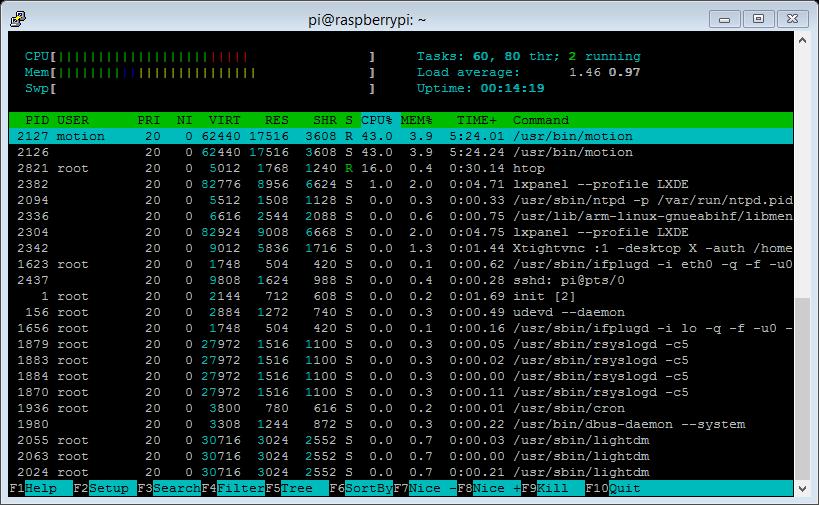 pi@raspberrypi: ~
CPU[||||||||||||||||||||||||| ] Tasks: 60, 80 thr; 2 running
Mem[|||||||||||||||||||||||||| ] Load average: 1.46 0.97
Swp[ ] Uptime: 00:14:19
PID USER PRI NI VIRT RES SHR S CPU% MEM% TIME+ Command
2127 motion 20 0 62440 17516 3608 R 43.0 3.9 5:24.01 /usr/bin/motion
2126 20 0 62440 17516 3608 S 43.0 3.9 5:24.24 /usr/bin/motion
2821 root 20 0 5012 1768 1240 R 16.0 0.4 0:30.14 htop
2382 20 0 82776 8956 6624 S 1.0 2.0 0:04.71 lxpanel --profile LXDE
2094 20 0 5512 1508 1128 S 0.0 0.3 0:00.33 /usr/sbin/ntpd -p /var/run/ntpd.pid
2336 20 0 6616 2544 2088 S 0.0 0.6 0:00.75 /usr/lib/arm-linux-gnueabihf/libmen
2304 20 0 82924 9008 6668 S 0.0 2.0 0:04.75 lxpanel --profile LXDE
2342 20 0 9012 5836 1716 S 0.0 1.3 0:01.44 Xtightvnc :1 -desktop X -auth /home
1623 root 20 0 1748 504 420 S 0.0 0.1 0:00.62 /usr/sbin/ifplugd -i eth0 -q -f -u0
2437 20 0 9808 1624 988 S 0.0 0.4 0:00.28 sshd: pi@pts/0
1 root 20 0 2144 712 608 S 0.0 0.2 0:01.69 init [2]
156 root 20 0 2884 1272 740 S 0.0 0.3 0:00.49 udevd --daemon
1656 root 20 0 1748 504 420 S 0.0 0.1 0:00.16 /usr/sbin/ifplugd -i lo -q -f -u0 -
1879 root 20 0 27972 1516 1100 S 0.0 0.3 0:00.05 /usr/sbin/rsyslogd -c5
1883 root 20 0 27972 1516 1100 S 0.0 0.3 0:00.02 /usr/sbin/rsyslogd -c5
1884 root 20 0 27972 1516 1100 S 0.0 0.3 0:00.00 /usr/sbin/rsyslogd -c5
1870 root 20 0 27972 1516 1100 S 0.0 0.3 0:00.11 /usr/sbin/rsyslogd -c5
1936 root 20 0 3800 780 616 S 0.0 0.2 0:00.01 /usr/sbin/cron
1980 20 0 3308 1244 872 S 0.0 0.3 0:00.22 /usr/bin/dbus-daemon --system
2055 root 20 0 30716 3024 2552 S 0.0 0.7 0:00.03 /usr/sbin/lightdm
2063 root 20 0 30716 3024 2552 S 0.0 0.7 0:00.00 /usr/sbin/lightdm
2024 root 20 0 30716 3024 2552 S 0.0 0.7 0:00.21 /usr/sbin/lightdm
F1Help F2Setup F3SearchF4FilterF5Tree F6SortByF7Nice -F8Nice +F9Kill F10Quit